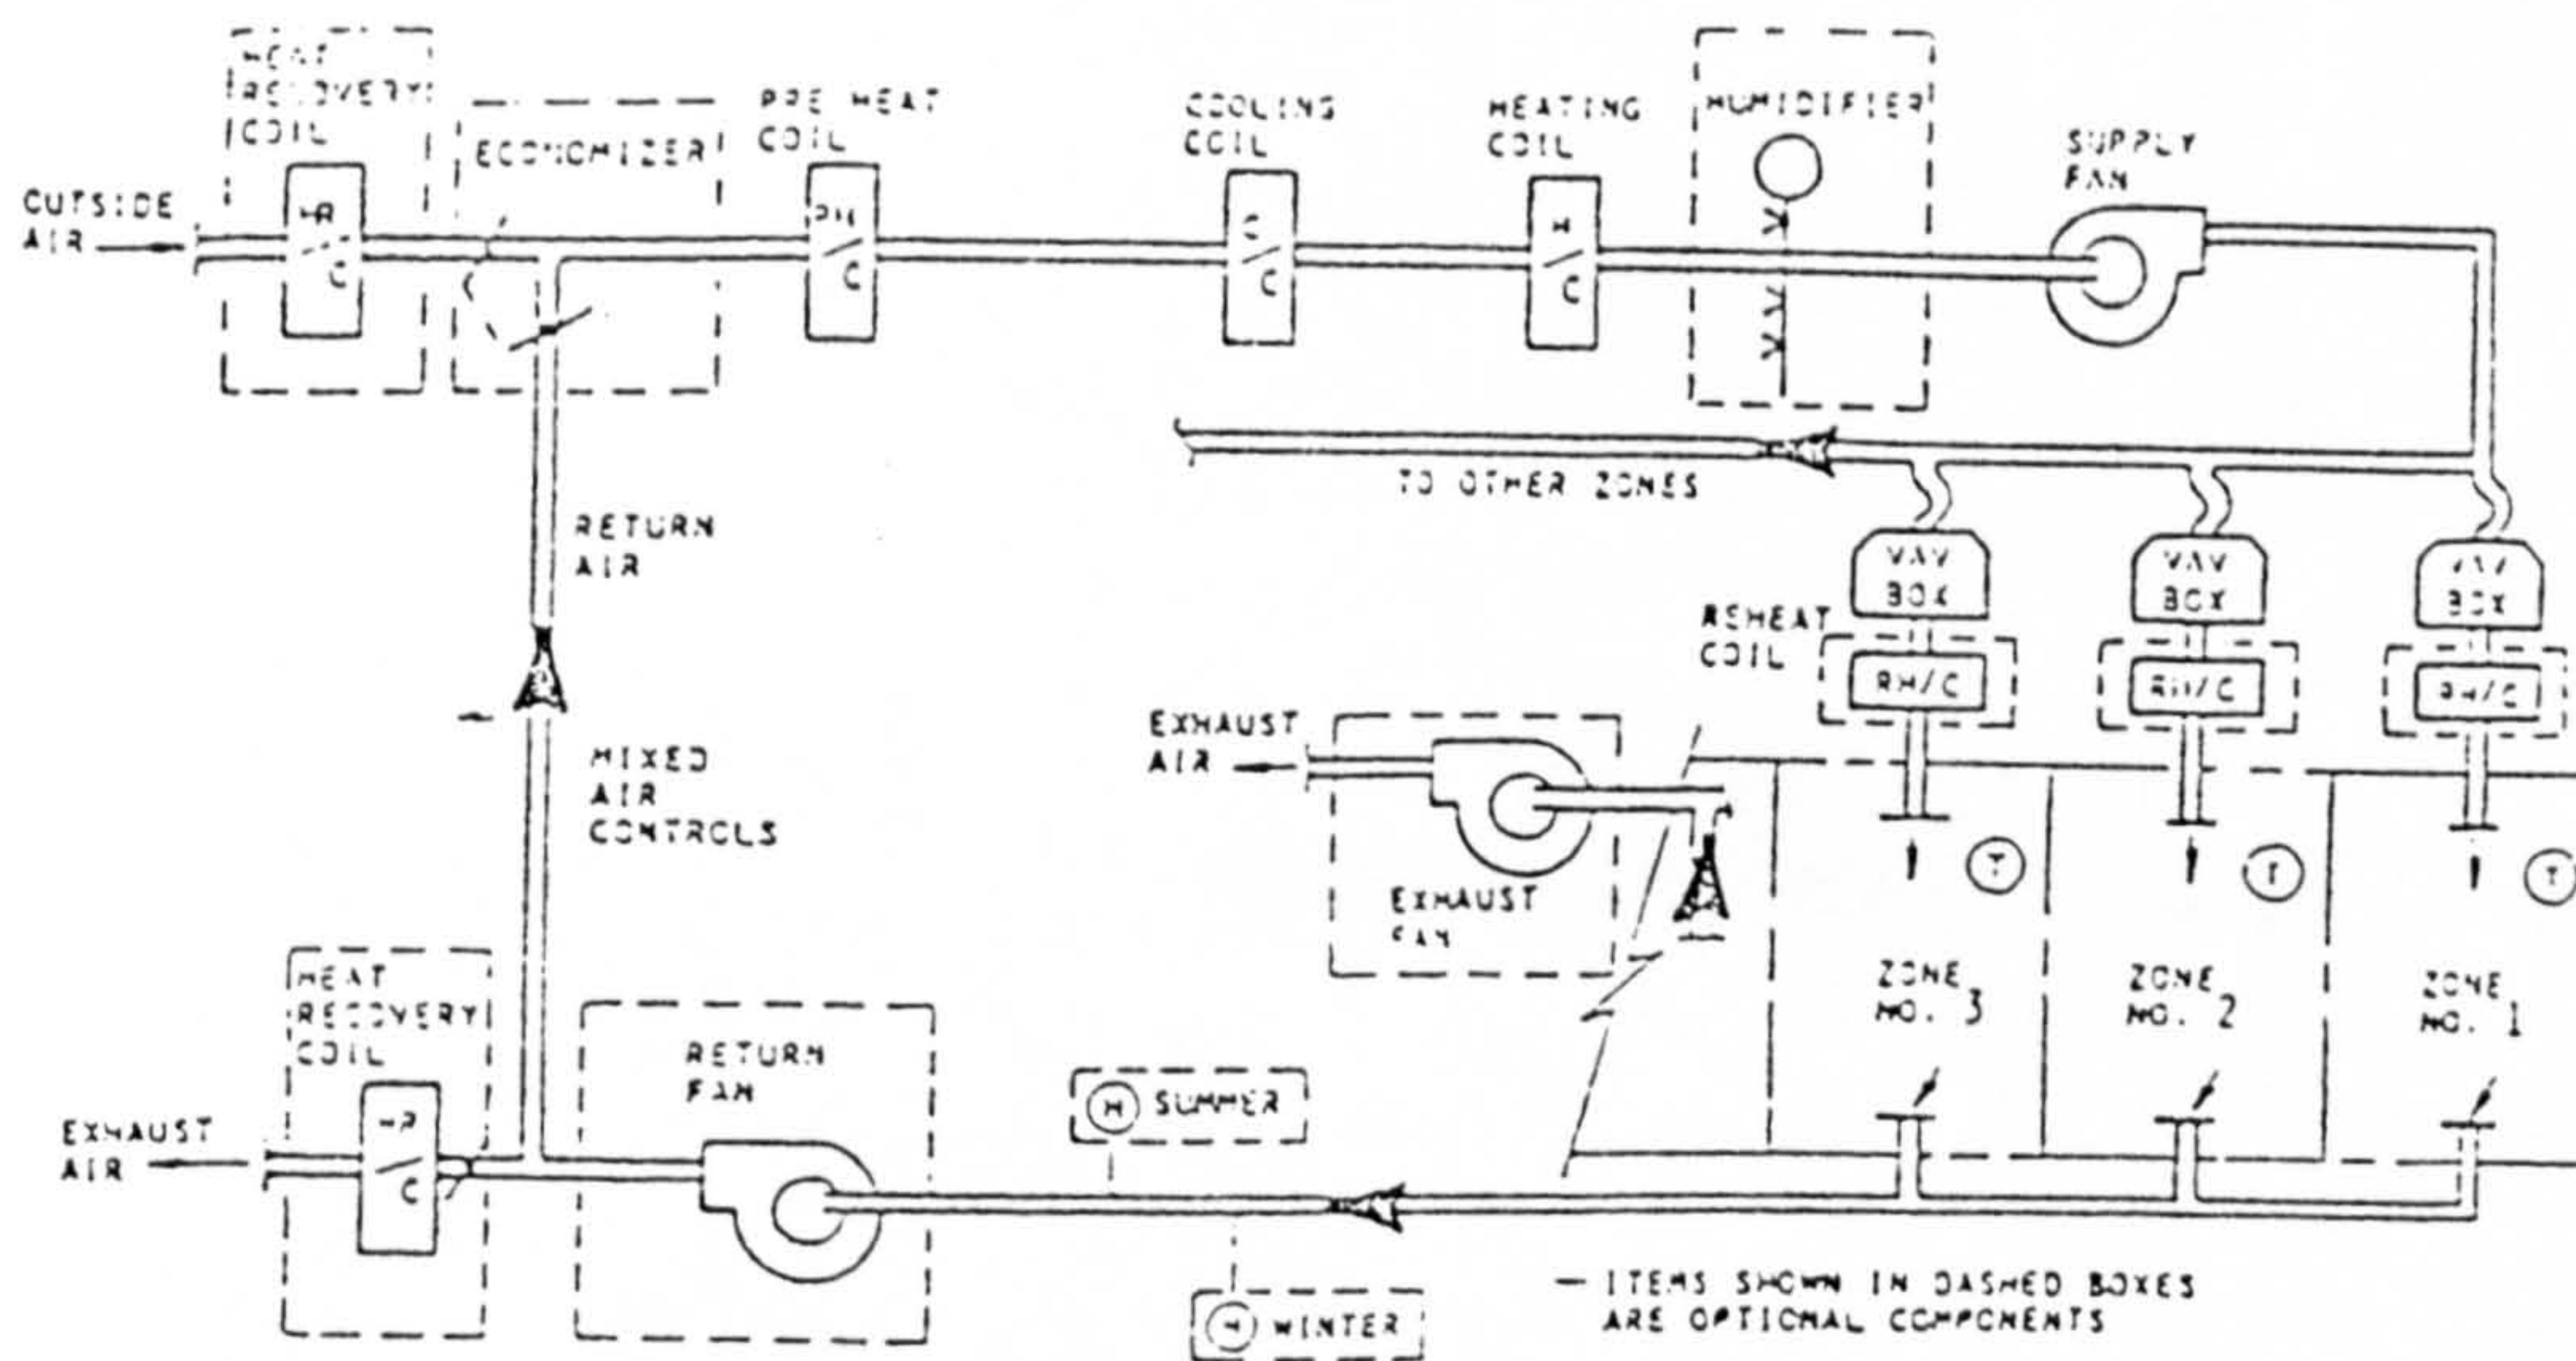 HEAT
RECOVERY
COIL
ECONOMIZER
PRE HEAT
COIL
COOLING
COIL
HEATING
COIL
HUMIDIFIER
SUPPLY
FAN
OUTSIDE
AIR
HR
C
PH
C
C
C
H
C
TO OTHER ZONES
RETURN
AIR
VAV
BOX
VAV
BOX
VAV
BOX
REHEAT
COIL
RH/C
RH/C
RH/C
EXHAUST
AIR
MIXED
AIR
CONTROLS
T
T
T
EXHAUST
FAN
ZONE
NO. 3
ZONE
NO. 2
ZONE
NO. 1
HEAT
RECOVERY
COIL
RETURN
FAN
H SUMMER
HR
C
EXHAUST
AIR
H WINTER
— ITEMS SHOWN IN DASHED BOXES
ARE OPTIONAL COMPONENTS